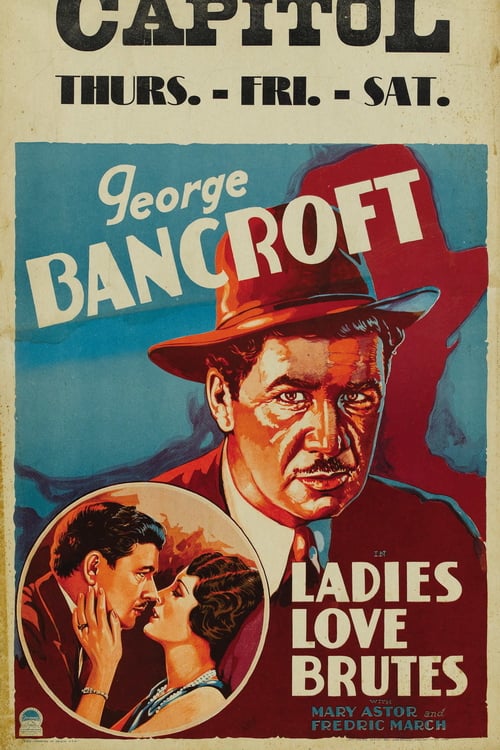 CAPITOL
THURS. - FRI. - SAT.
george
BANCROFT
IN
LADIES
LOVE
BRUTES
WITH
MARY ASTOR and
FREDRIC MARCH